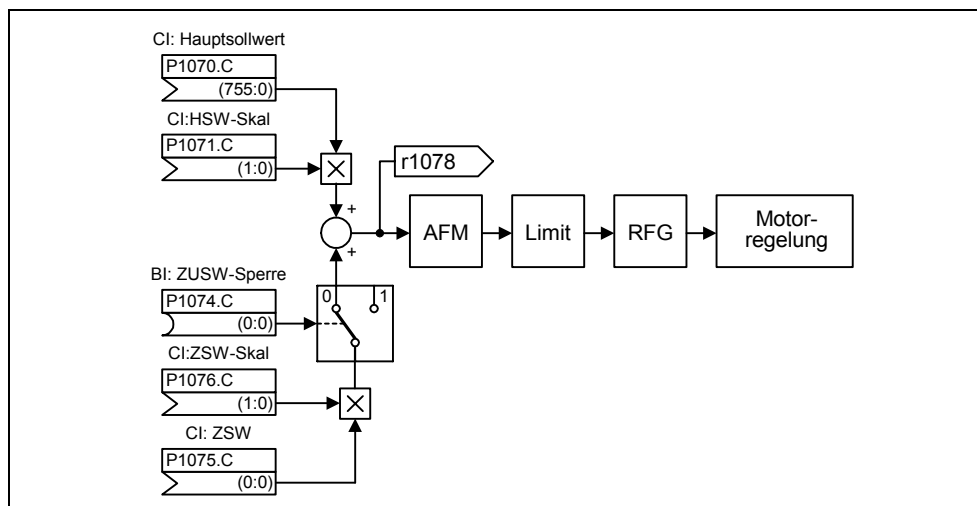 CI: Hauptsollwert
P1070.C
(755:0)
CI:HSW-Skal
P1071.C
(1:0)
r1078
+
+
AFM
Limit
RFG
Motor-
regelung
BI: ZUSW-Sperre
P1074.C
(0:0)
0
1
CI:ZSW-Skal
P1076.C
(1:0)
CI: ZSW
P1075.C
(0:0)